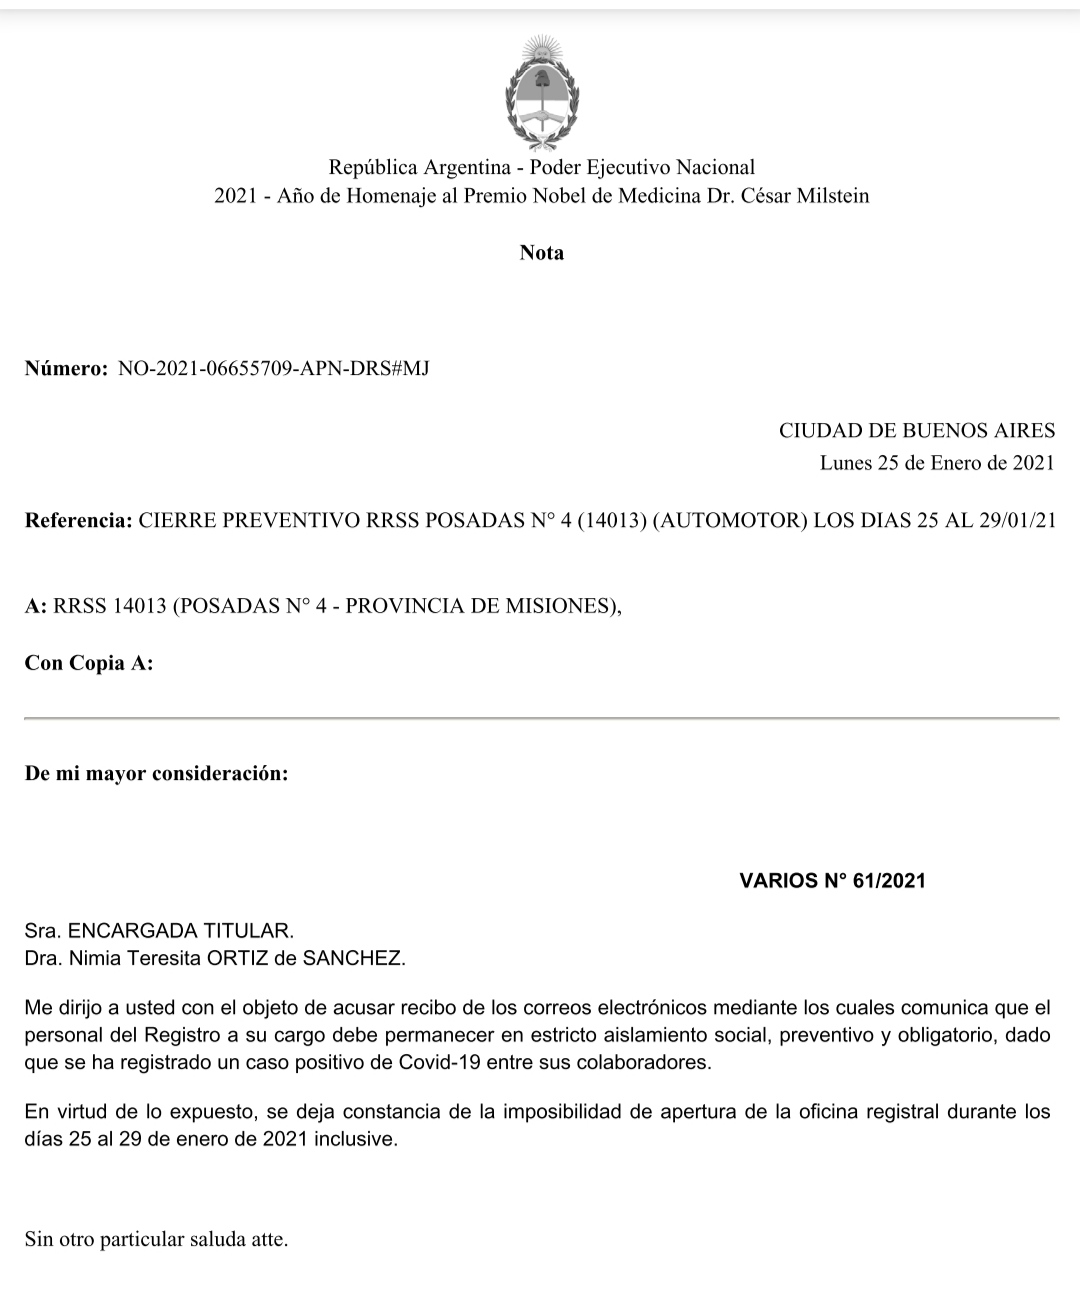 República Argentina - Poder Ejecutivo Nacional
2021 - Año de Homenaje al Premio Nobel de Medicina Dr. César Milstein
Nota
Número: NO-2021-06655709-APN-DRS#MJ
CIUDAD DE BUENOS AIRES
Lunes 25 de Enero de 2021
Referencia: CIERRE PREVENTIVO RRSS POSADAS N° 4 (14013) (AUTOMOTOR) LOS DIAS 25 AL 29/01/21
A: RRSS 14013 (POSADAS N° 4 - PROVINCIA DE MISIONES),
Con Copia A:
De mi mayor consideración:
VARIOS N° 61/2021
Sra. ENCARGADA TITULAR.
Dra. Nimia Teresita ORTIZ de SANCHEZ.
Me dirijo a usted con el objeto de acusar recibo de los correos electrónicos mediante los cuales comunica que el
personal del Registro a su cargo debe permanecer en estricto aislamiento social, preventivo y obligatorio, dado
que se ha registrado un caso positivo de Covid-19 entre sus colaboradores.
En virtud de lo expuesto, se deja constancia de la imposibilidad de apertura de la oficina registral durante los
días 25 al 29 de enero de 2021 inclusive.
Sin otro particular saluda atte.